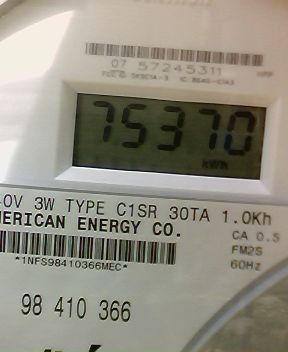 07 57245311
75370
kWh
0V 3W TYPE C1SR 30TA 1.0Kh
MERICAN ENERGY CO.
CA 0.5
FM2S
60Hz
*1NFS98410366MEC*
98 410 366